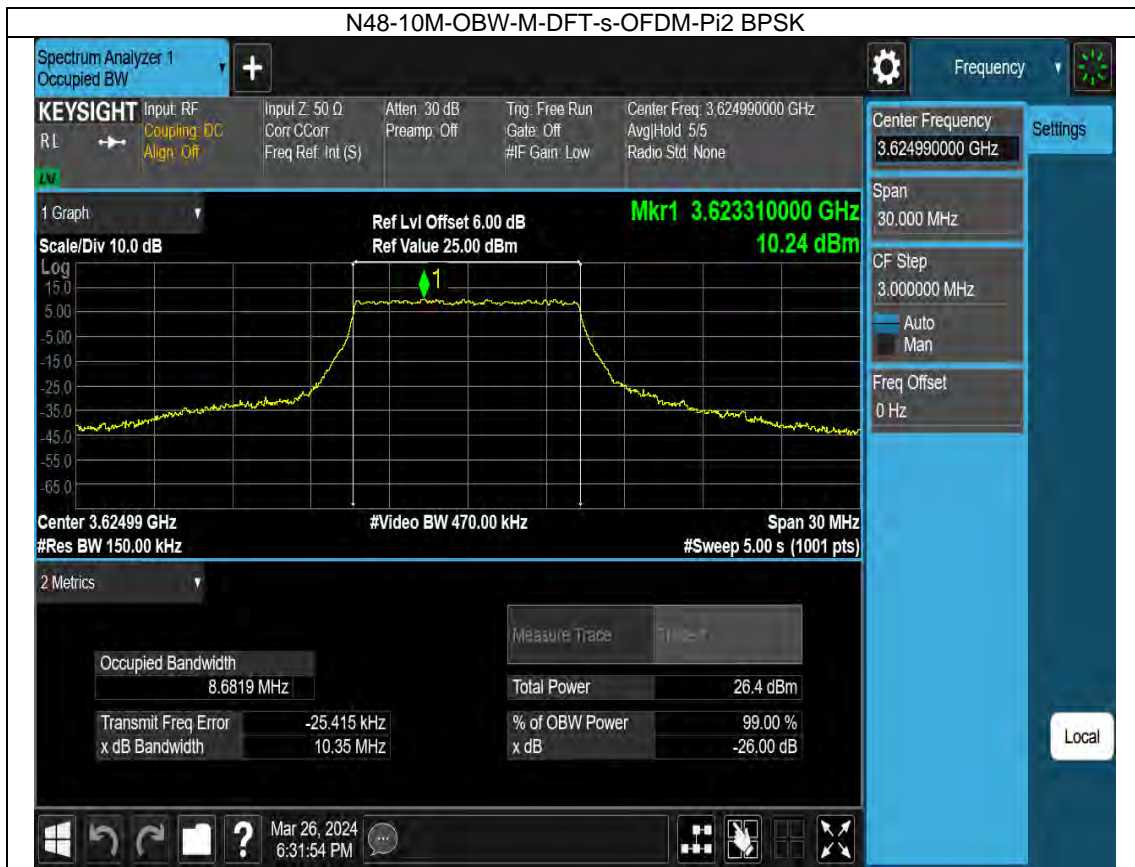 N48-10M-OBW-M-DFT-s-OFDM-Pi2 BPSK
Spectrum Analyzer 1
Occupied BW
Frequency
KEYSIGHT
RL
LXI
Input: RF
Coupling: DC
Align: Off
Input Z: 50 Ω
Corr CCorr
Freq Ref: Int (S)
Atten: 30 dB
Preamp: Off
Trig: Free Run
Gate: Off
#IF Gain: Low
Center Freq: 3.624990000 GHz
Avg|Hold: 5/5
Radio Std: None
Center Frequency
3.624990000 GHz
Settings
Span
30.000 MHz
CF Step
3.000000 MHz
Auto
Man
Freq Offset
0 Hz
Local
1 Graph
Scale/Div 10.0 dB
Ref Lvl Offset 6.00 dB
Ref Value 25.00 dBm
Mkr1 3.623310000 GHz
10.24 dBm
Log
1
15.0
5.00
-5.00
-15.0
-25.0
-35.0
-45.0
-55.0
-65.0
Center 3.62499 GHz
#Video BW 470.00 kHz
Span 30 MHz
#Res BW 150.00 kHz
#Sweep 5.00 s (1001 pts)
2 Metrics
Measure Trace
Occupied Bandwidth
8.6819 MHz
Total Power 26.4 dBm
Transmit Freq Error -25.415 kHz
% of OBW Power 99.00 %
x dB Bandwidth 10.35 MHz
x dB -26.00 dB
?
Mar 26, 2024
6:31:54 PM